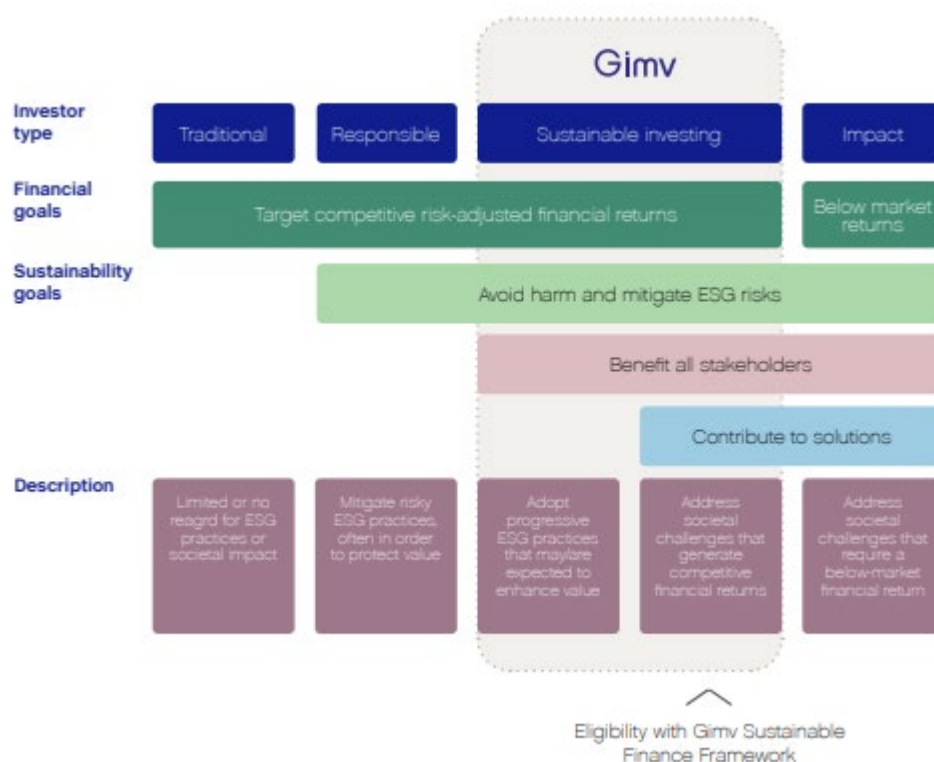 Gimv
Investor
type
Traditional
Responsible
Sustainable investing
Impact
Financial
goals
Target competitive risk-adjusted financial returns
Below market
returns
Sustainability
goals
Avoid harm and mitigate ESG risks
Benefit all stakeholders
Contribute to solutions
Description
Limited or no
reagrd for ESG
practices or
societal impact
Mitigate risky
ESG practices,
often in order
to protect value
Adopt
progressive
ESG practices
that may/are
expected to
enhance value
Address
societal
challenges that
generate
competitive
financial returns
Address
societal
challenges that
require a
below-market
financial return
Eligibility with Gimv Sustainable
Finance Framework